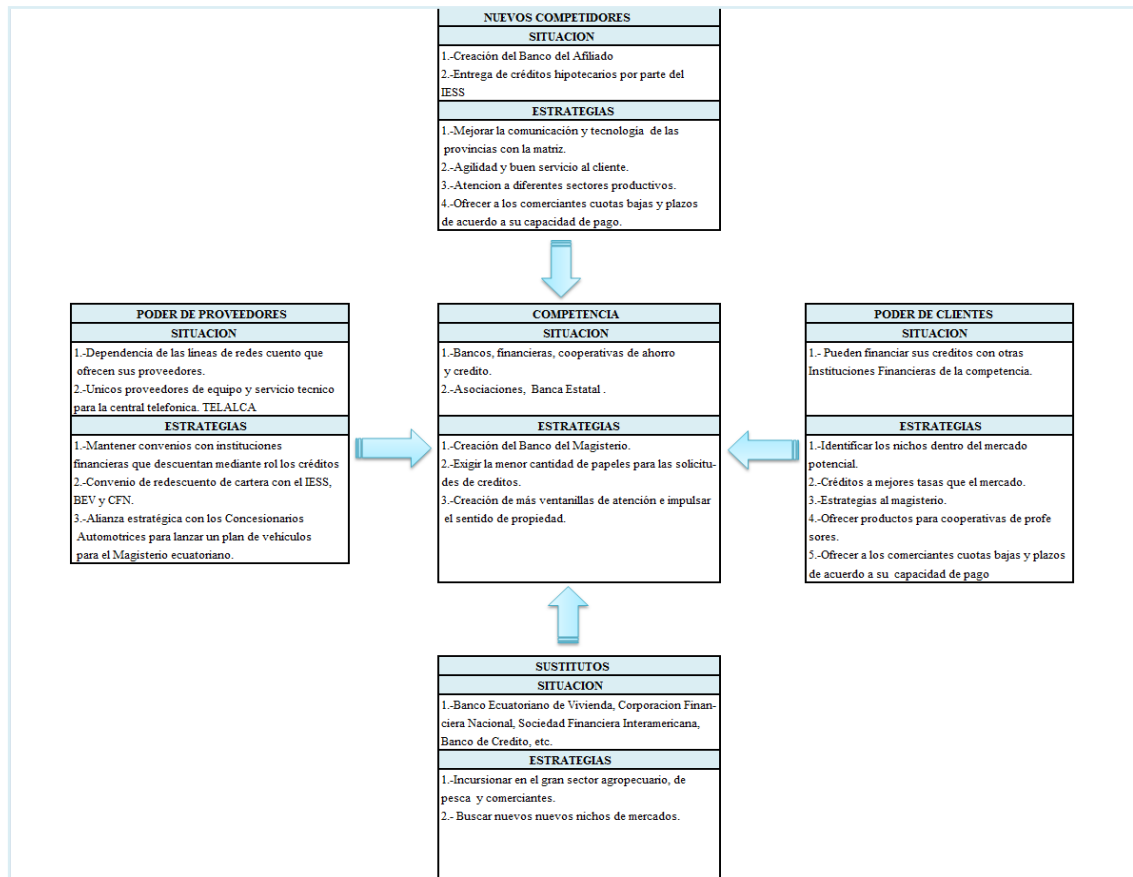 NUEVOS COMPETIDORES
SITUACION
1.-Creación del Banco del Afiliado
2.-Entrega de créditos hipotecarios por parte del
IESS
ESTRATEGIAS
1.-Mejorar la comunicación y tecnología de las
provincias con la matriz.
2.-Agilidad y buen servicio al cliente.
3.-Atencion a diferentes sectores productivos.
4.-Ofrecer a los comerciantes cuotas bajas y plazos
de acuerdo a su capacidad de pago.
PODER DE PROVEEDORES
SITUACION
1.-Dependencia de las lineas de redes cuento que
ofrecen sus proveedores.
2.-Unicos proveedores de equipo y servicio tecnico
para la central telefonica. TELALCA
ESTRATEGIAS
1.-Mantener convenios con instituciones
financieras que descuentan mediante rol los créditos
2.-Convenio de redescuento de cartera con el IESS,
BEV y CFN.
3.-Alianza estratégica con los Concesionarios
Automotrices para lanzar un plan de vehículos
para el Magisterio ecuatoriano.
COMPETENCIA
SITUACION
1.-Bancos, financieras, cooperativas de ahorro
y credito.
2.-Asociaciones, Banca Estatal .
ESTRATEGIAS
1.-Creación del Banco del Magisterio.
2.-Exigir la menor cantidad de papeles para las solicitu-
des de creditos.
3.-Creación de más ventanillas de atención e impulsar
el sentido de propiedad.
PODER DE CLIENTES
SITUACION
1.- Pueden financiar sus creditos con otras
Instituciones Financieras de la competencia.
ESTRATEGIAS
1.-Identificar los nichos dentro del mercado
potencial.
2.-Créditos a mejores tasas que el mercado.
3.-Estrategias al magisterio.
4.-Ofrecer productos para cooperativas de profe
sores.
5.-Ofrecer a los comerciantes cuotas bajas y plazos
de acuerdo a su capacidad de pago
SUSTITUTOS
SITUACION
1.-Banco Ecuatoriano de Vivienda, Corporacion Finan-
ciera Nacional, Sociedad Financiera Interamericana,
Banco de Credito, etc.
ESTRATEGIAS
1.-Incursionar en el gran sector agropecuario, de
pesca y comerciantes.
2.- Buscar nuevos nuevos nichos de mercados.